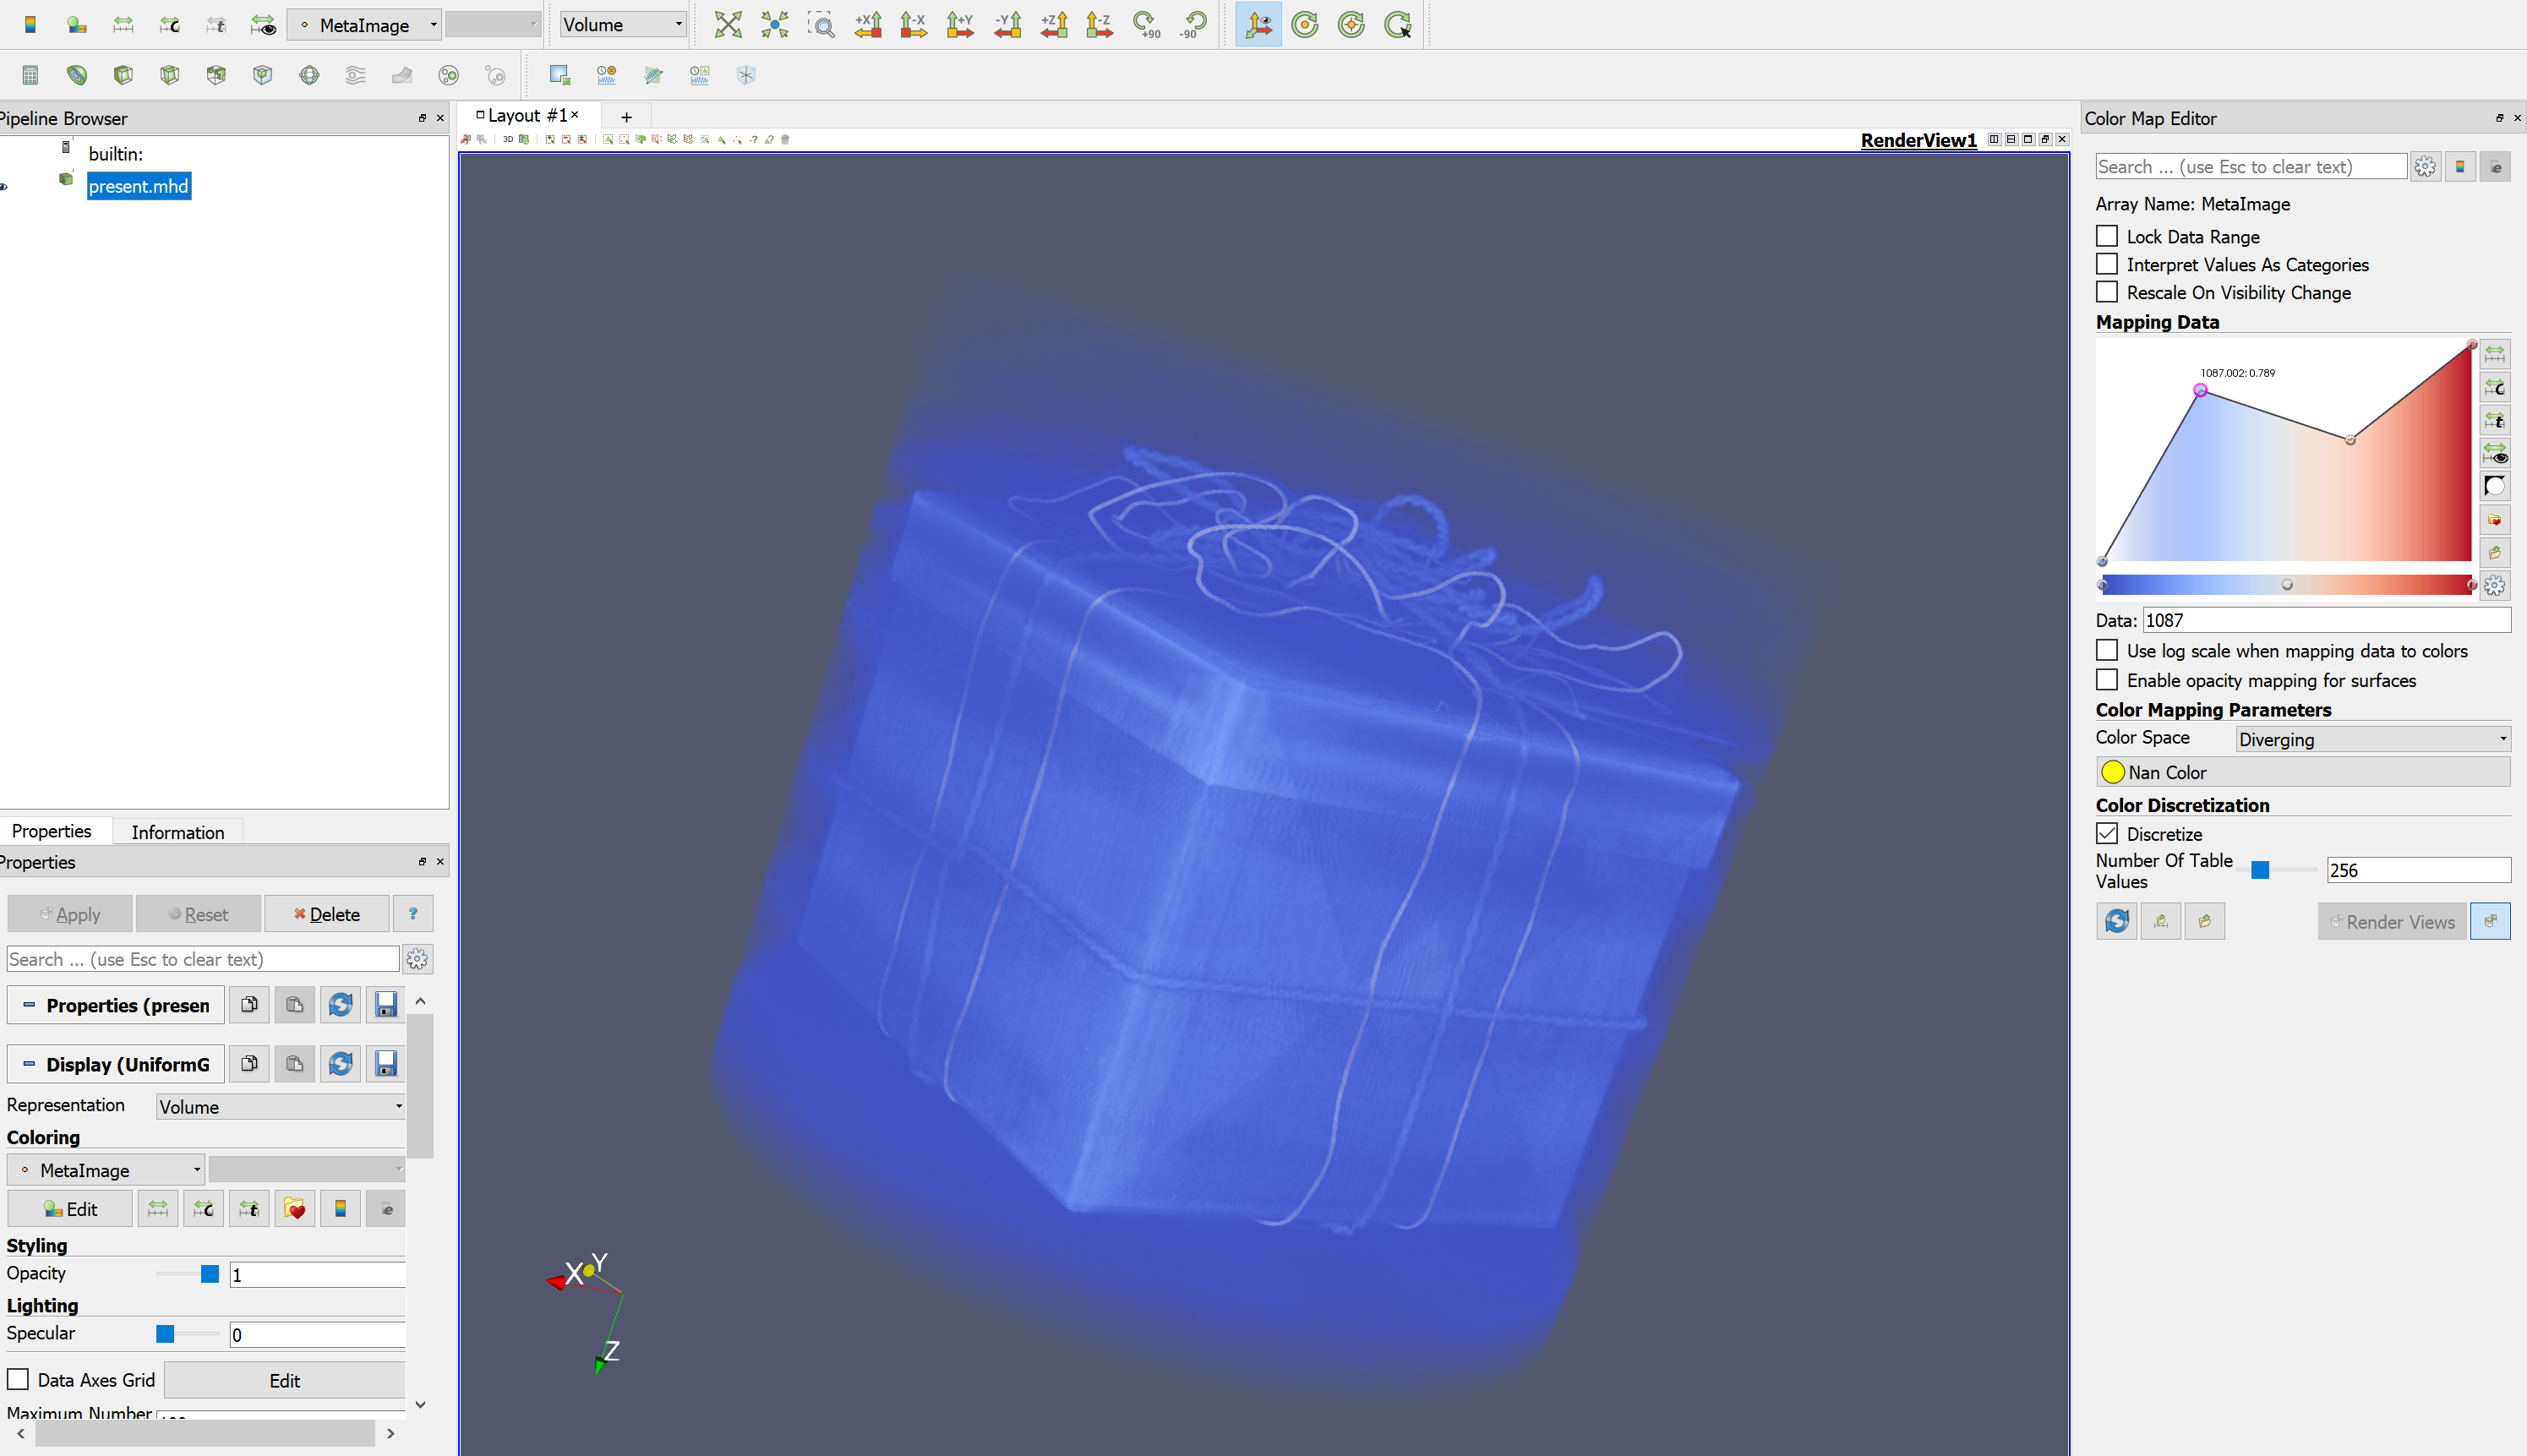 MetaImage
Volume
+X
-X
+Y
-Y
+Z
-Z
+90
-90
Pipeline Browser
builtin:
present.mhd
Layout #1
+
3D
RenderView1
X
Y
Z
Properties
Information
Properties
Apply
Reset
Delete
?
Search ... (use Esc to clear text)
Properties (presen
Display (UniformG
Representation
Volume
Coloring
MetaImage
Edit
Styling
Opacity
1
Lighting
Specular
0
Data Axes Grid
Edit
Maximum Number
Color Map Editor
Search ... (use Esc to clear text)
Array Name: MetaImage
Lock Data Range
Interpret Values As Categories
Rescale On Visibility Change
Mapping Data
1087.002: 0.789
Data: 1087
Use log scale when mapping data to colors
Enable opacity mapping for surfaces
Color Mapping Parameters
Color Space
Diverging
Nan Color
Color Discretization
Discretize
Number Of Table
Values
256
Render Views